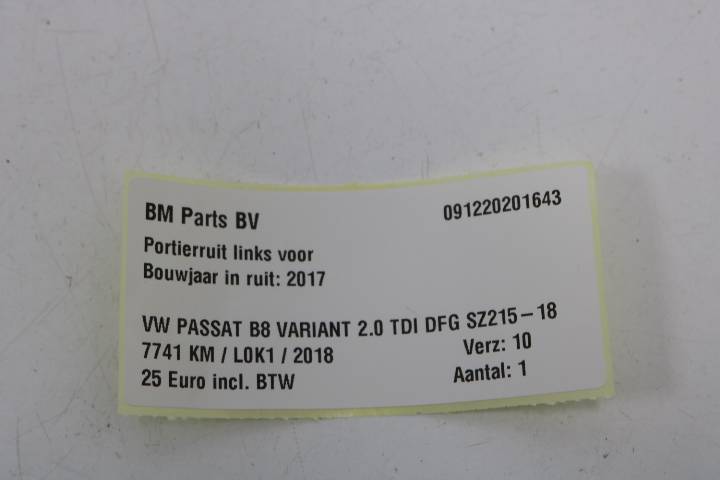 BM Parts BV 091220201643
Portierruit links voor
Bouwjaar in ruit: 2017
VW PASSAT B8 VARIANT 2.0 TDI DFG SZ215-18
7741 KM / L0K1 / 2018 Verz: 10
25 Euro incl. BTW Aantal: 1